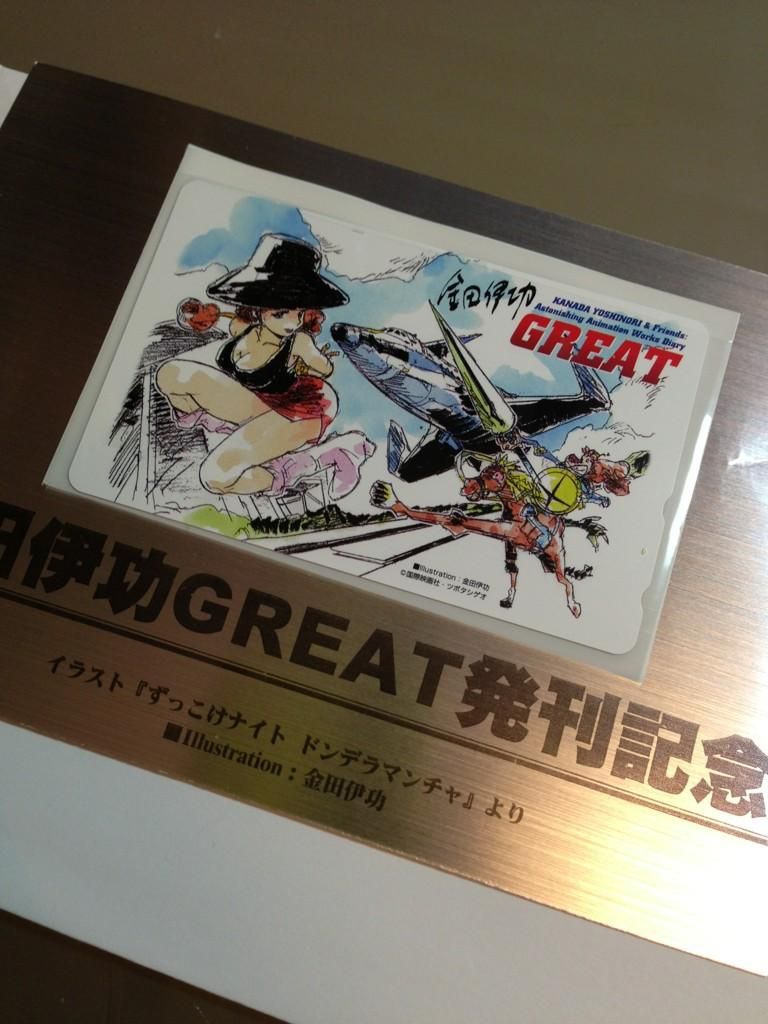 金田伊功
KANADA YOSHINORI & Friends:
Astonishing Animation Works Diary
GREAT
■Illustration：金田伊功
©国際映画社・ツボタシゲオ
田伊功GREAT発刊記念
イラスト『ずっこけナイト ドンデラマンチャ』より
■Illustration：金田伊功